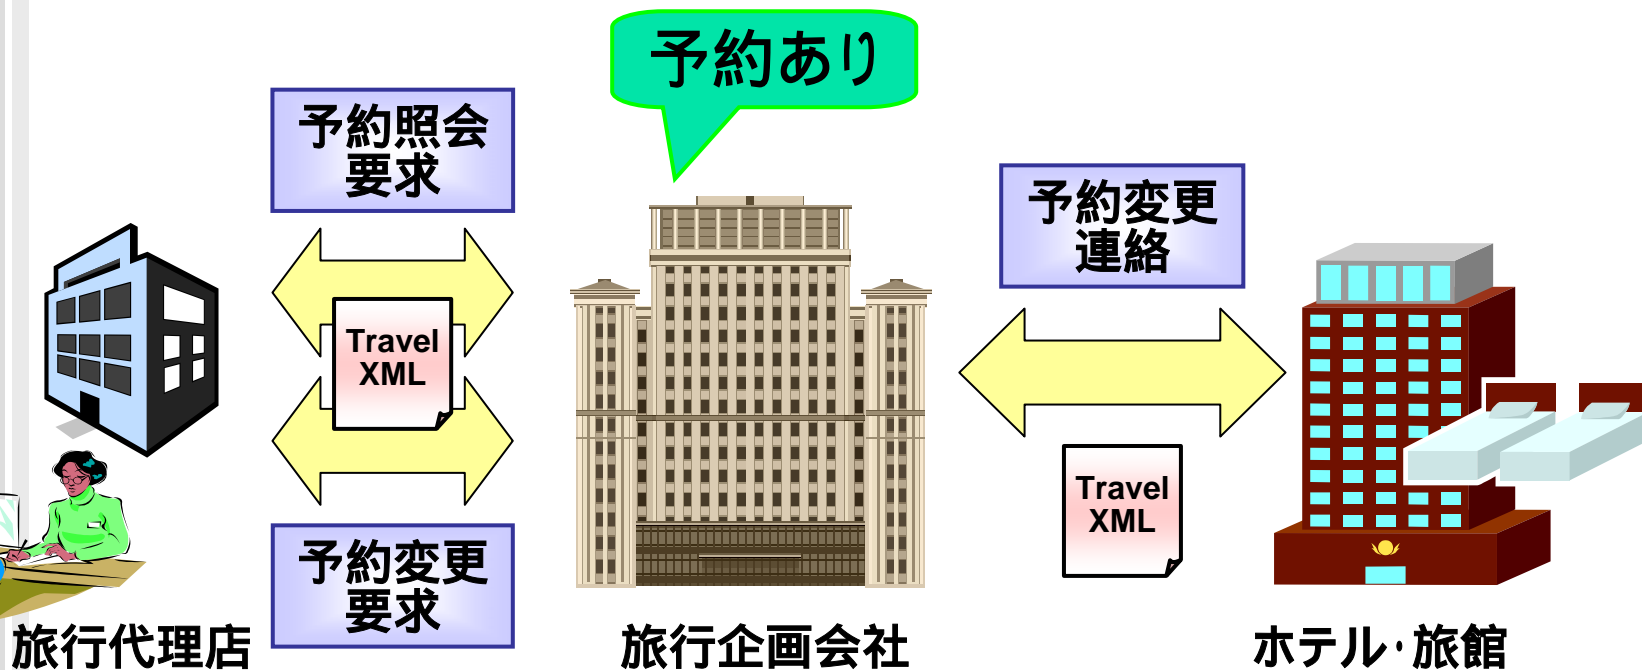 予約あり
予約照会
要求
予約変更
連絡
Travel
XML
Travel
XML
予約変更
要求
旅行代理店
旅行企画会社
ホテル・旅館